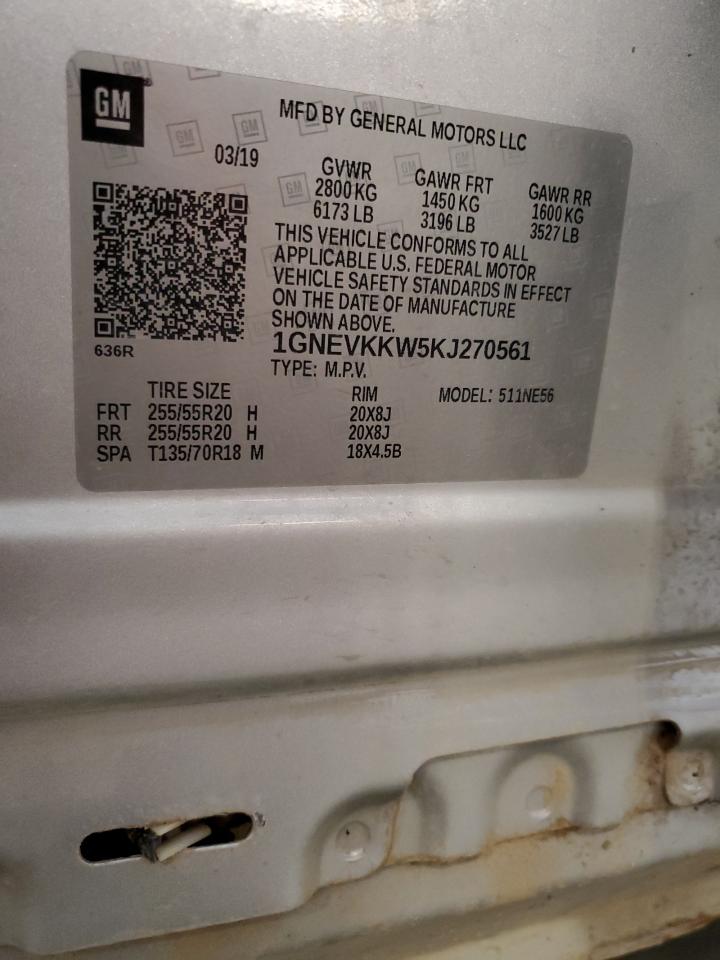 GM
MFD BY GENERAL MOTORS LLC
03/19
GVWR GAWR FRT GAWR RR
2800 KG 1450 KG 1600 KG
6173 LB 3196 LB 3527 LB
THIS VEHICLE CONFORMS TO ALL
APPLICABLE U.S. FEDERAL MOTOR
VEHICLE SAFETY STANDARDS IN EFFECT
ON THE DATE OF MANUFACTURE
SHOWN ABOVE.
1GNEVKKW5KJ270561
636R
TYPE: M.P.V.
TIRE SIZE RIM MODEL: 511NE56
FRT 255/55R20 H 20X8J
RR 255/55R20 H 20X8J
SPA T135/70R18 M 18X4.5B